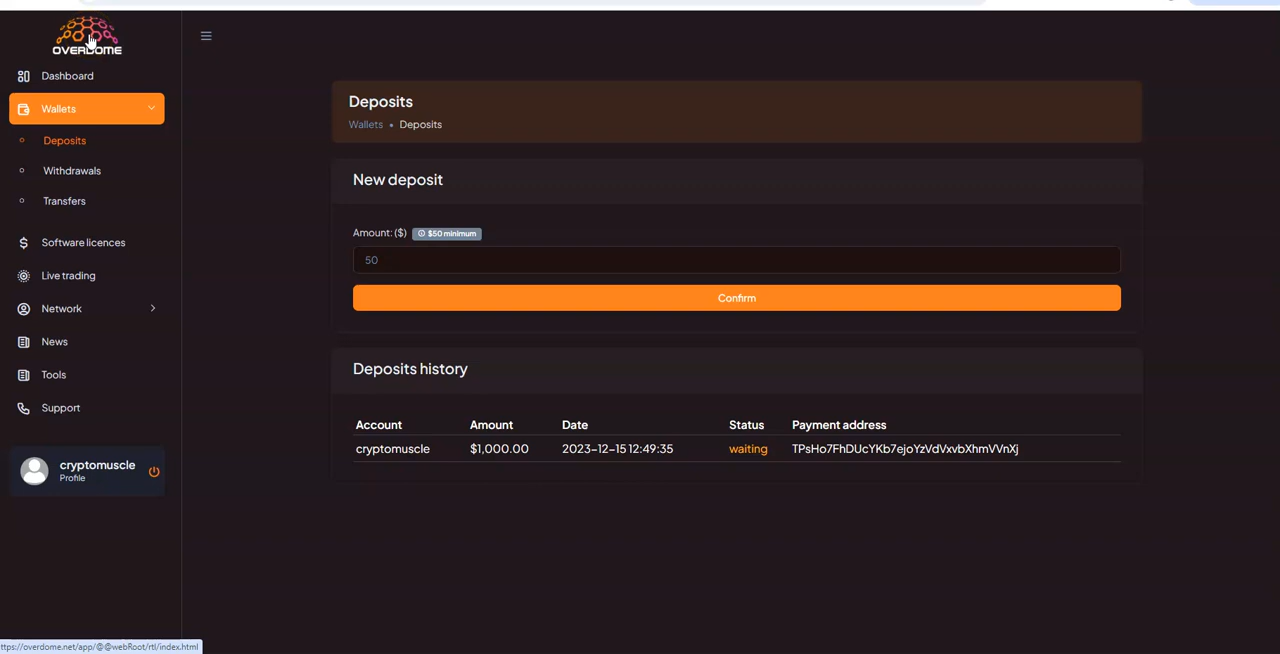 OVERDOME
Dashboard
Wallets
Deposits
Withdrawals
Transfers
Software licences
Live trading
Network
News
Tools
Support
cryptomuscle
Profile
Deposits
Wallets • Deposits
New deposit
Amount: ($) $50 minimum
50
Confirm
Deposits history
Account Amount Date Status Payment address
cryptomuscle $1,000.00 2023-12-15 12:49:35 waiting TPsHo7FhDUcYKb7ejoYzVdVxvbXhmVVnXj
ttps://overdome.net/app/@@webRoot/rtl/index.html